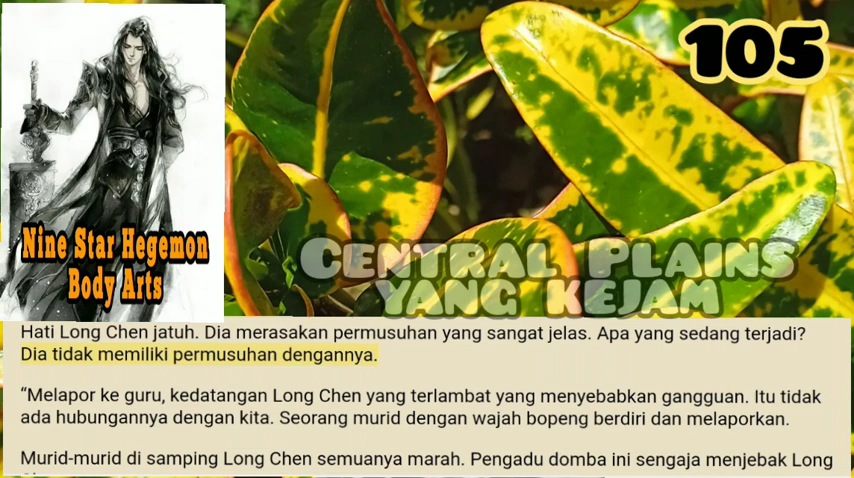 105
Nine Star Hegemon
Body Arts
CENTRAL PLAINS
YANG KEJAM
Hati Long Chen jatuh. Dia merasakan permusuhan yang sangat jelas. Apa yang sedang terjadi?
Dia tidak memiliki permusuhan dengannya.
“Melapor ke guru, kedatangan Long Chen yang terlambat yang menyebabkan gangguan. Itu tidak
ada hubungannya dengan kita. Seorang murid dengan wajah bopeng berdiri dan melaporkan.
Murid-murid di samping Long Chen semuanya marah. Pengadu domba ini sengaja menjebak Long